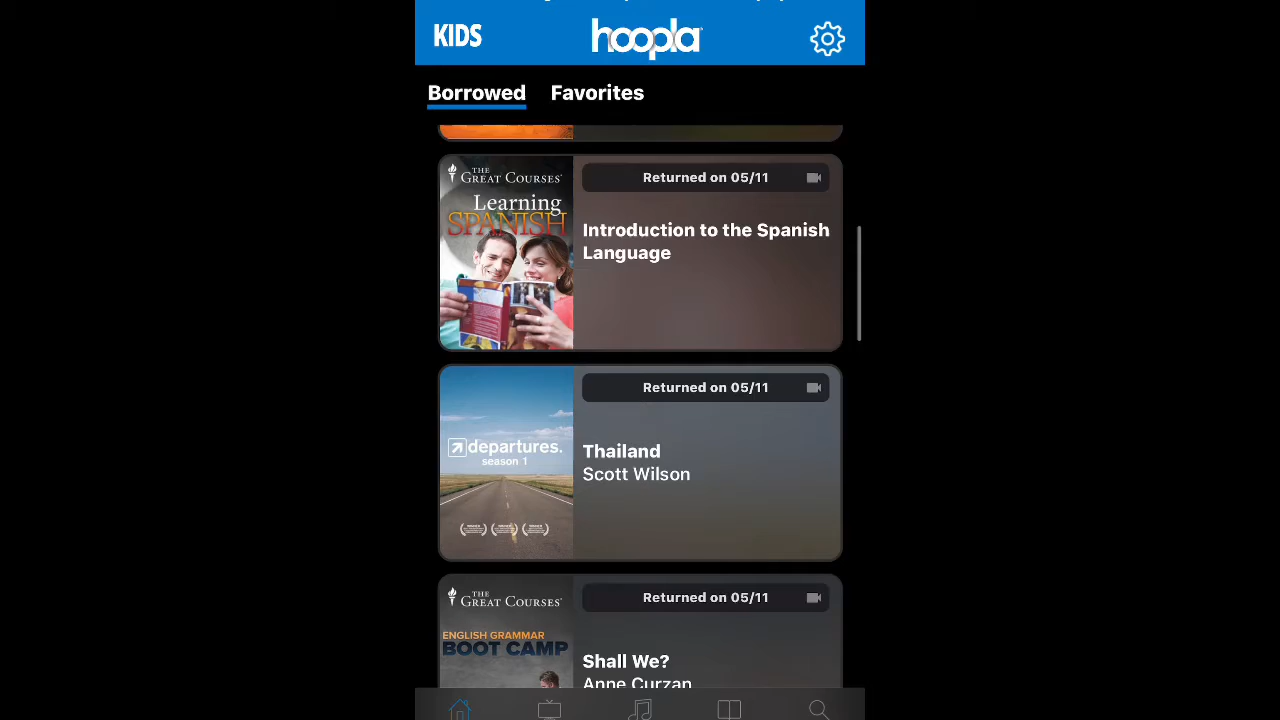 KIDS
hoopla
Borrowed
Favorites
THE
GREAT COURSES
Learning
SPANISH
Returned on 05/11
Introduction to the Spanish
Language
departures.
season 1
Returned on 05/11
Thailand
Scott Wilson
THE
GREAT COURSES
ENGLISH GRAMMAR
BOOT CAMP
Returned on 05/11
Shall We?
Anne Curzan